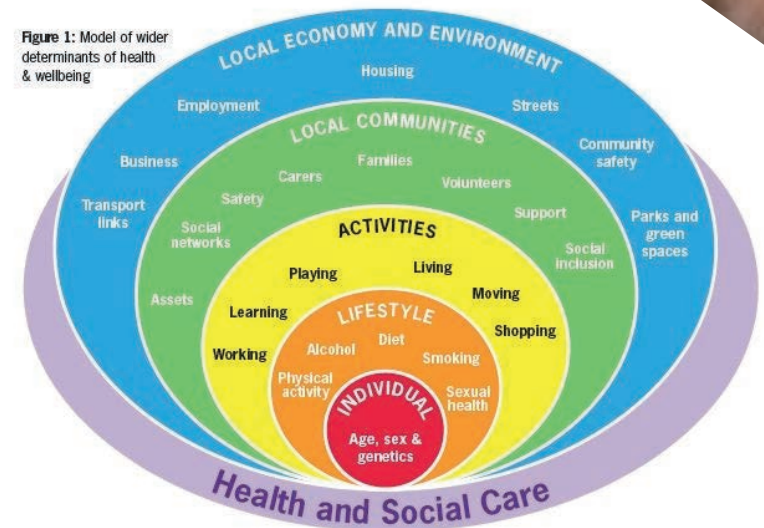 Figure 1: Model of wider
determinants of health
& wellbeing
LOCAL ECONOMY AND ENVIRONMENT
Housing
Employment
Streets
Business
Community
safety
Transport
links
Parks and
green
spaces
LOCAL COMMUNITIES
Families
Carers
Volunteers
Safety
Support
Social
networks
Social
inclusion
Assets
ACTIVITIES
Living
Playing
Moving
Learning
Shopping
Working
LIFESTYLE
Diet
Alcohol
Smoking
Physical
activity
Sexual
health
INDIVIDUAL
Age, sex &
genetics
Health and Social Care